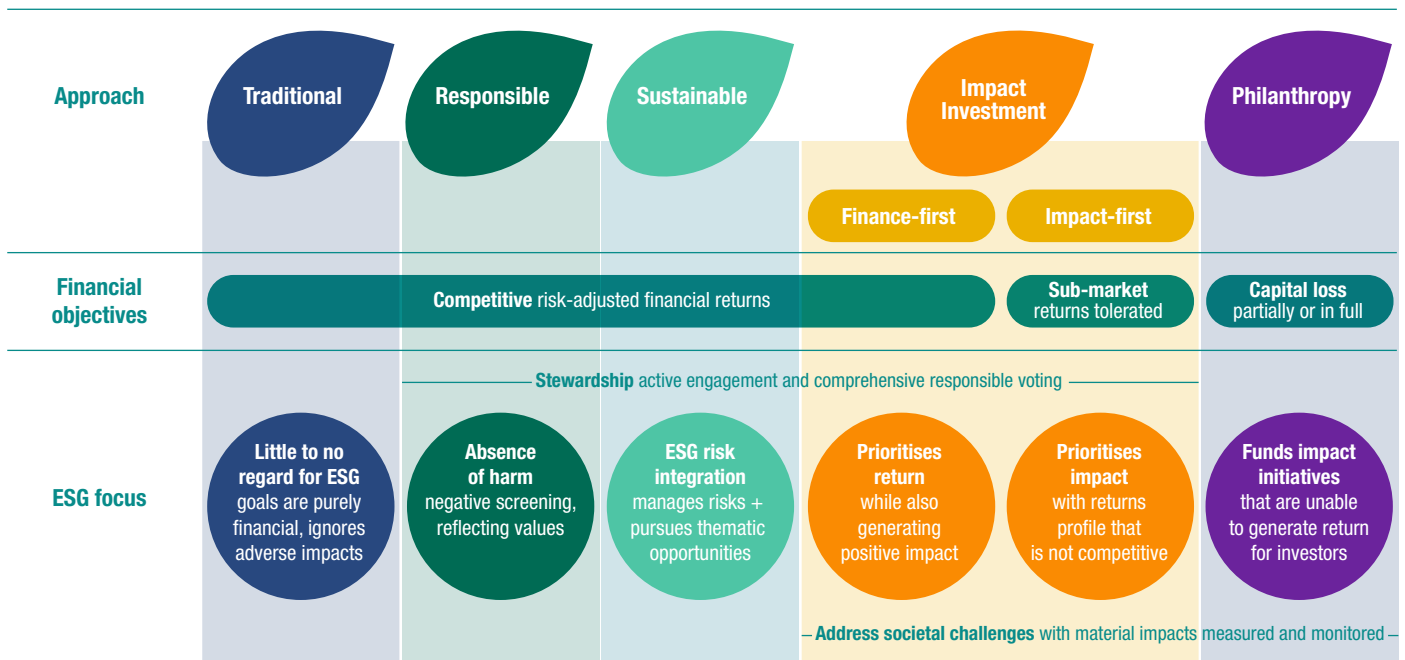 Approach
Traditional
Responsible
Sustainable
Impact
Investment
Philanthropy
Finance-first
Impact-first
Financial
objectives
Competitive risk-adjusted financial returns
Sub-market
returns tolerated
Capital loss
partially or in full
Stewardship active engagement and comprehensive responsible voting
ESG focus
Little to no
regard for ESG
goals are purely
financial, ignores
adverse impacts
Absence
of harm
negative screening,
reflecting values
ESG risk
integration
manages risks +
pursues thematic
opportunities
Prioritises
return
while also
generating
positive impact
Prioritises
impact
with returns
profile that
is not competitive
Funds impact
initiatives
that are unable
to generate return
for investors
Address societal challenges with material impacts measured and monitored